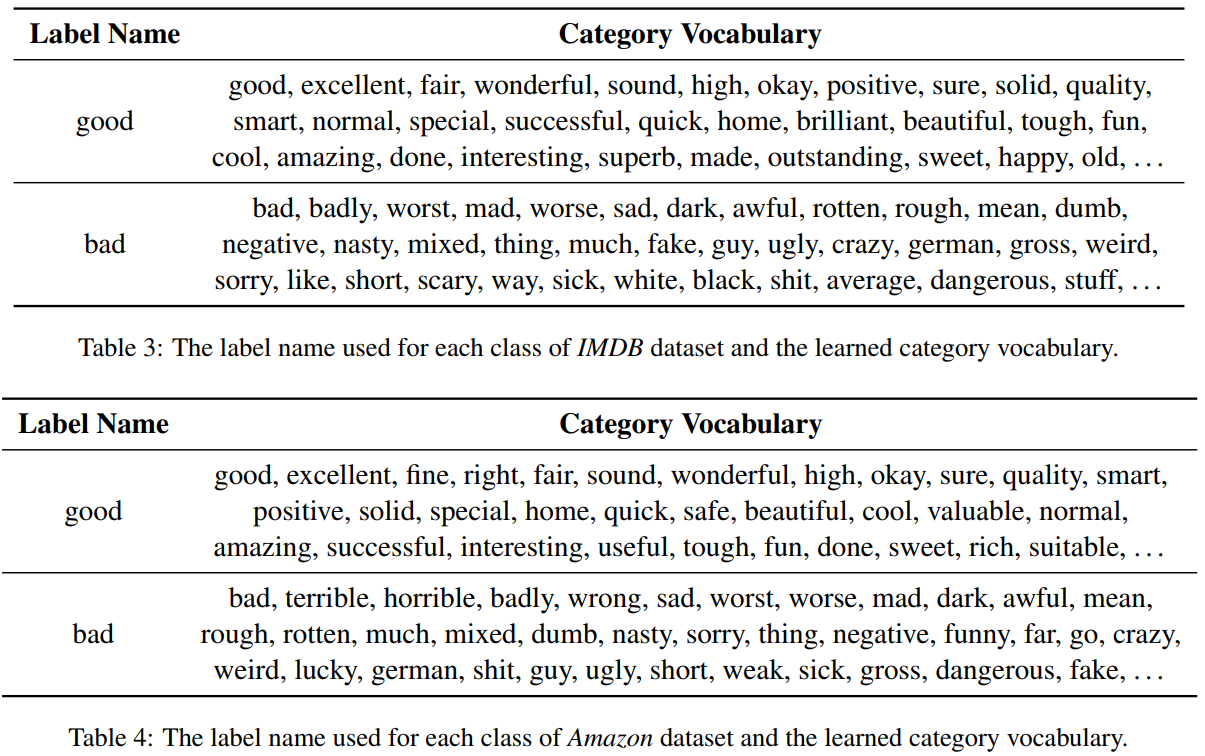 Label Name Category Vocabulary
good, excellent, fair, wonderful, sound, high, okay, positive, sure, solid, quality,
good smart, normal, special, successful, quick, home, brilliant, beautiful, tough, fun,
cool, amazing, done, interesting, superb, made, outstanding, sweet, happy, old, . . .
bad, badly, worst, mad, worse, sad, dark, awful, rotten, rough, mean, dumb,
bad negative, nasty, mixed, thing, much, fake, guy, ugly, crazy, german, gross, weird,
sorry, like, short, scary, way, sick, white, black, shit, average, dangerous, stuff, . . .
Table 3: The label name used for each class of IMDB dataset and the learned category vocabulary.
Label Name Category Vocabulary
good, excellent, fine, right, fair, sound, wonderful, high, okay, sure, quality, smart,
good positive, solid, special, home, quick, safe, beautiful, cool, valuable, normal,
amazing, successful, interesting, useful, tough, fun, done, sweet, rich, suitable, . . .
bad, terrible, horrible, badly, wrong, sad, worst, worse, mad, dark, awful, mean,
bad rough, rotten, much, mixed, dumb, nasty, sorry, thing, negative, funny, far, go, crazy,
weird, lucky, german, shit, guy, ugly, short, weak, sick, gross, dangerous, fake, . . .
Table 4: The label name used for each class of Amazon dataset and the learned category vocabulary.